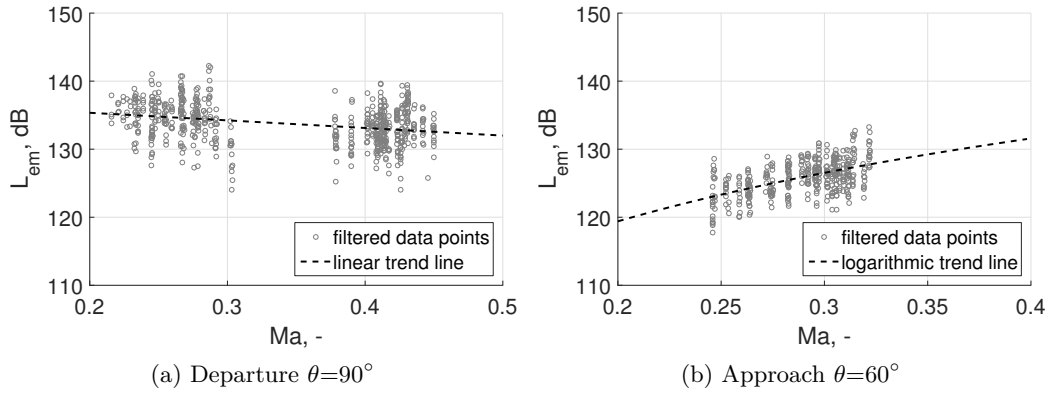 150
140
130
120
110
L_em, dB
0.2
0.3
0.4
0.5
Ma, -
filtered data points
linear trend line
(a) Departure θ=90°
150
140
130
120
110
L_em, dB
0.2
0.25
0.3
0.35
0.4
Ma, -
filtered data points
logarithmic trend line
(b) Approach θ=60°